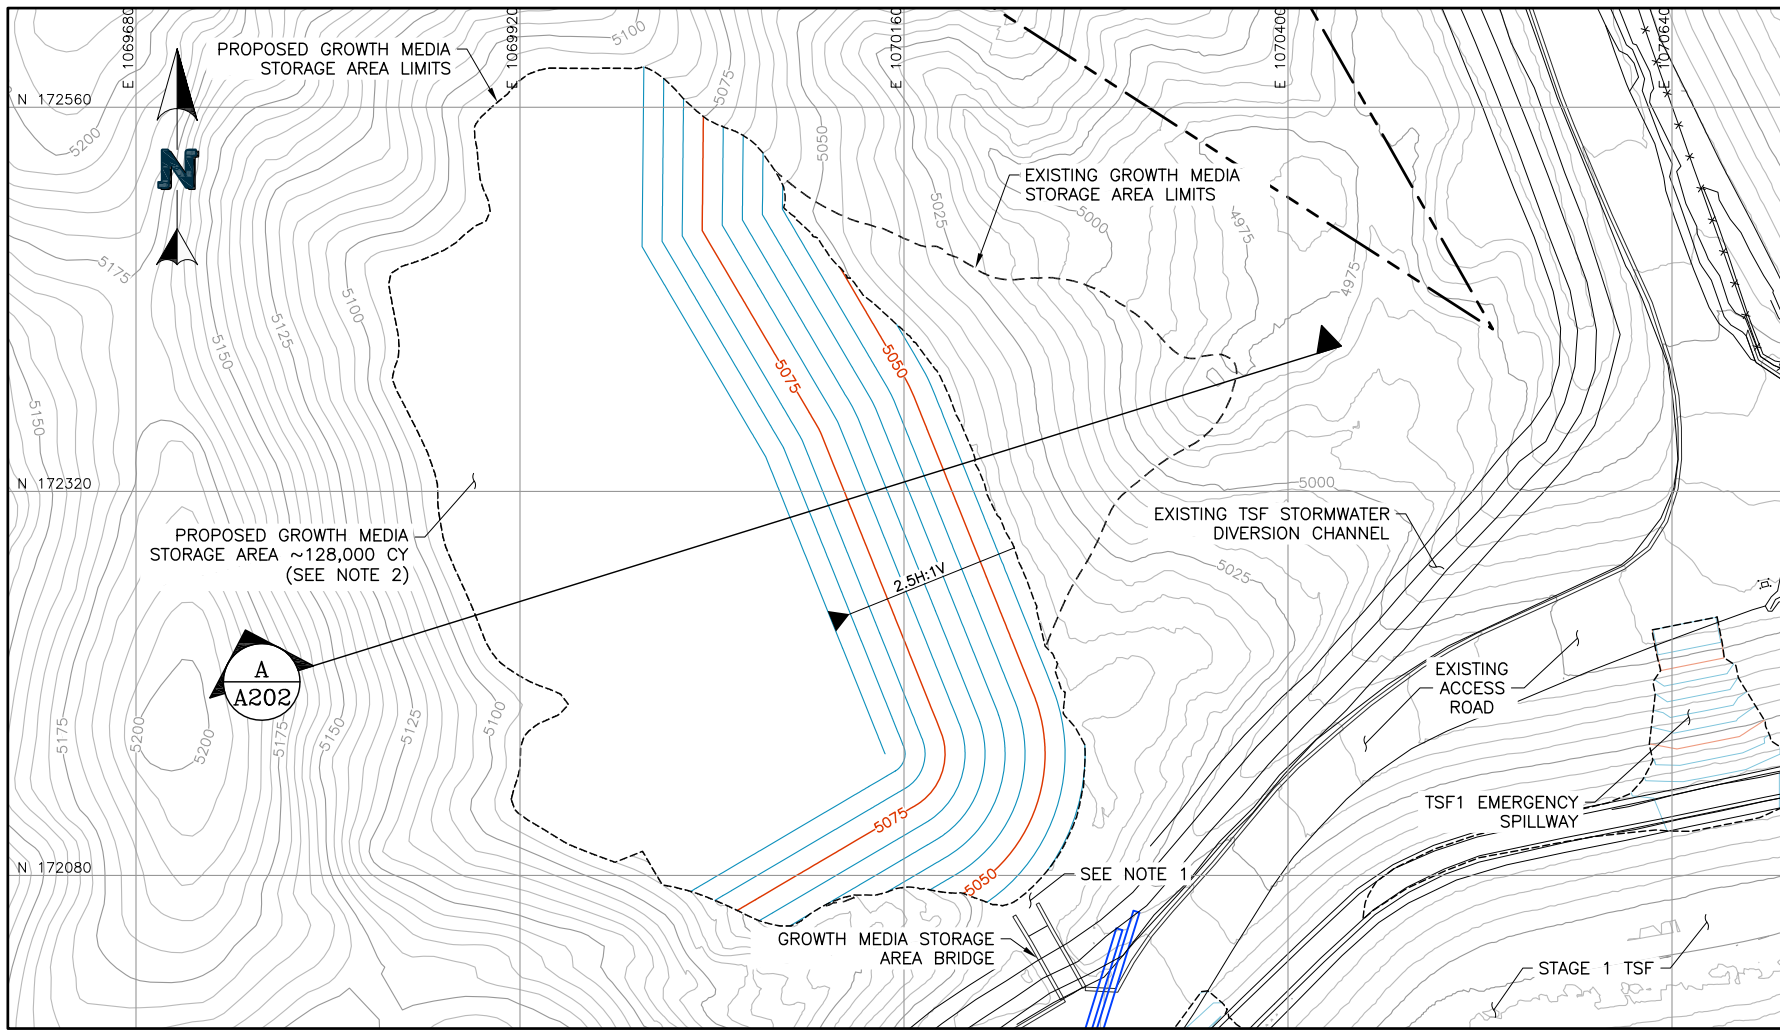 E 1069680
E 1069920
E 1070160
E 1070400
E 1070640
N 172560
N 172320
N 172080
N
PROPOSED GROWTH MEDIA
STORAGE AREA LIMITS
5100
5075
5050
5200
5175
EXISTING GROWTH MEDIA
STORAGE AREA LIMITS
5025
5000
4975
4975
5100
5125
5150
5150
5075
5050
PROPOSED GROWTH MEDIA
STORAGE AREA ~128,000 CY
(SEE NOTE 2)
5000
EXISTING TSF STORMWATER
DIVERSION CHANNEL
2.5H:1V
5025
A
A202
EXISTING
ACCESS
ROAD
5175
5200
5200
5175
5150
5125
5100
5075
5050
TSF1 EMERGENCY
SPILLWAY
SEE NOTE 1
GROWTH MEDIA STORAGE
AREA BRIDGE
STAGE 1 TSF